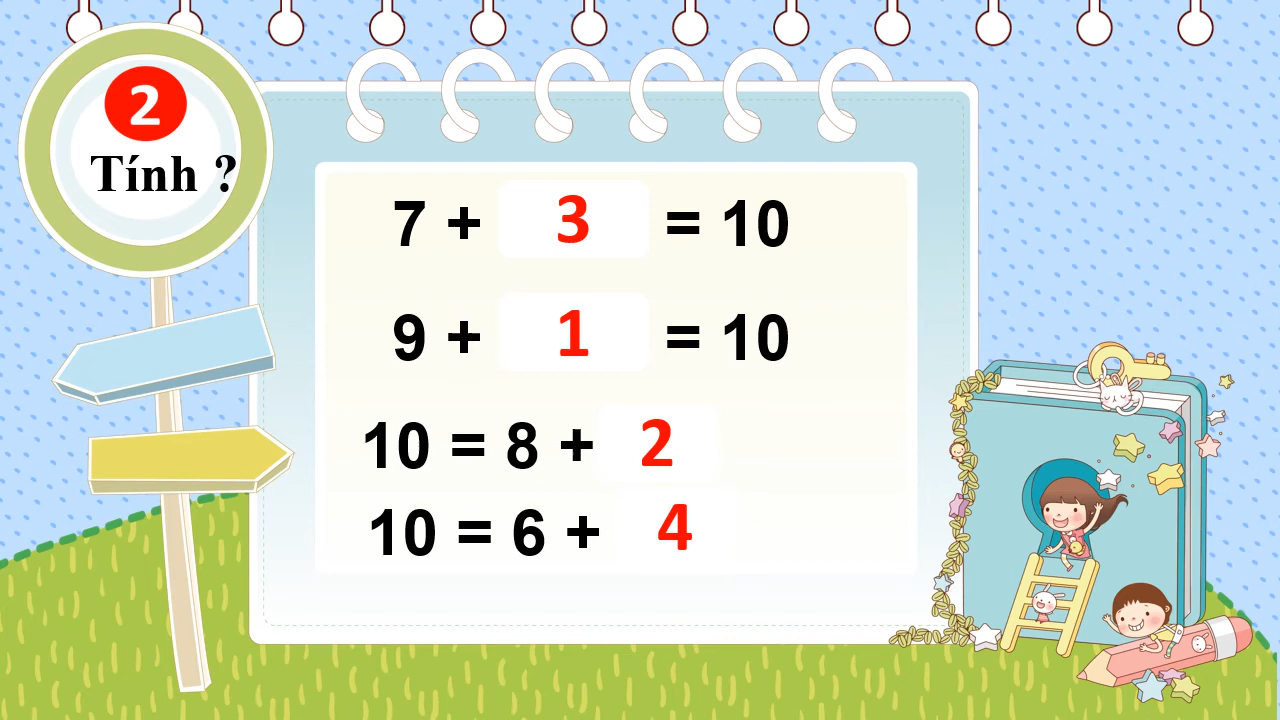 2
Tính ?
7 + 3 = 10
9 + 1 = 10
10 = 8 + 2
10 = 6 + 4